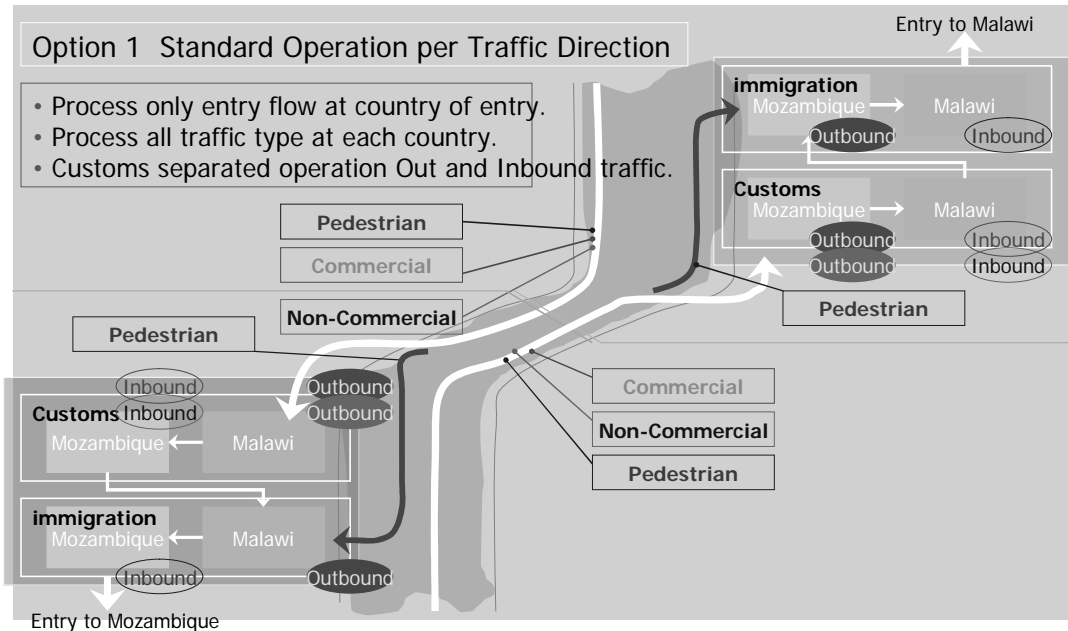 Entry to Malawi
Option 1 Standard Operation per Traffic Direction
• Process only entry flow at country of entry.
• Process all traffic type at each country.
• Customs separated operation Out and Inbound traffic.
immigration
Mozambique
Malawi
Outbound
Inbound
Customs
Mozambique
Malawi
Outbound
Inbound
Outbound
Inbound
Pedestrian
Pedestrian
Commercial
Non-Commercial
Pedestrian
Commercial
Non-Commercial
Pedestrian
Inbound
Outbound
Customs
Inbound
Outbound
Mozambique
Malawi
immigration
Mozambique
Malawi
Inbound
Outbound
Entry to Mozambique